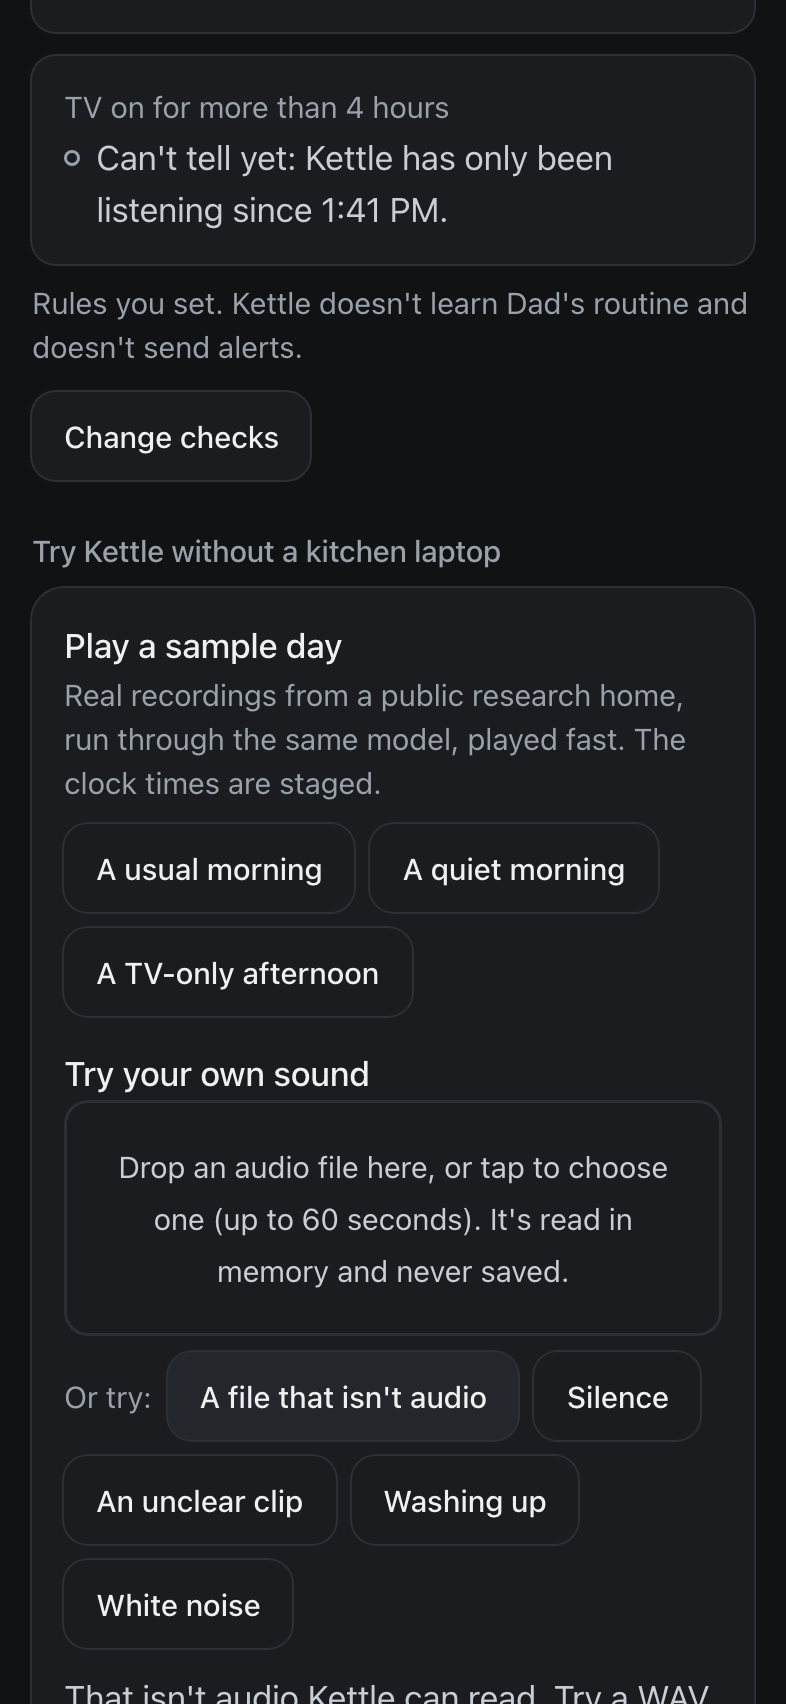 TV on for more than 4 hours
Can't tell yet: Kettle has only been
listening since 1:41 PM.
Rules you set. Kettle doesn't learn Dad's routine and
doesn't send alerts.
Change checks
Try Kettle without a kitchen laptop
Play a sample day
Real recordings from a public research home,
run through the same model, played fast. The
clock times are staged.
A usual morning
A quiet morning
A TV-only afternoon
Try your own sound
Drop an audio file here, or tap to choose
one (up to 60 seconds). It's read in
memory and never saved.
Or try:
A file that isn't audio
Silence
An unclear clip
Washing up
White noise
That isn't audio Kettle can read. Try a WAV